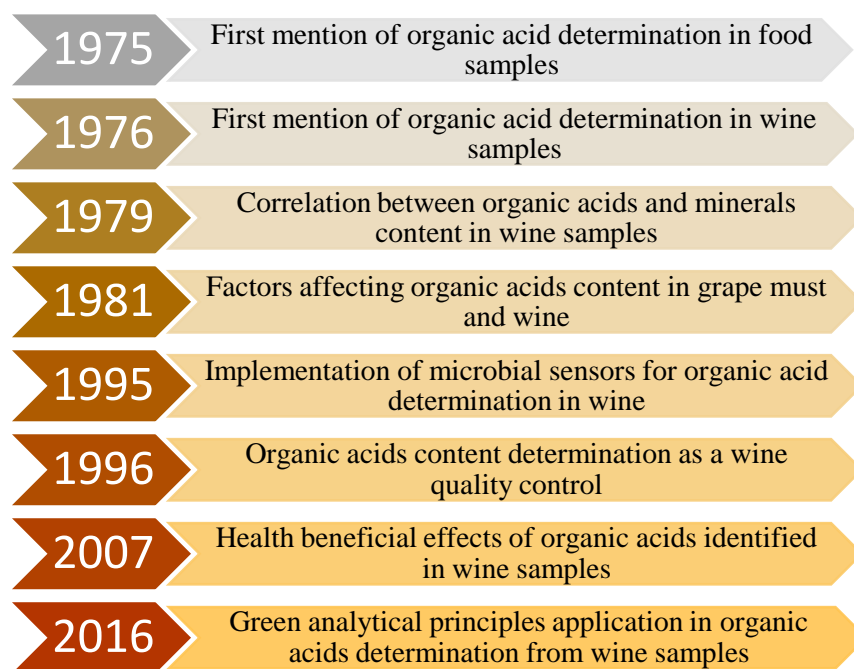 1975
First mention of organic acid determination in food
samples
1976
First mention of organic acid determination in wine
samples
1979
Correlation between organic acids and minerals
content in wine samples
1981
Factors affecting organic acids content in grape must
and wine
1995
Implementation of microbial sensors for organic acid
determination in wine
1996
Organic acids content determination as a wine
quality control
2007
Health beneficial effects of organic acids identified
in wine samples
2016
Green analytical principles application in organic
acids determination from wine samples